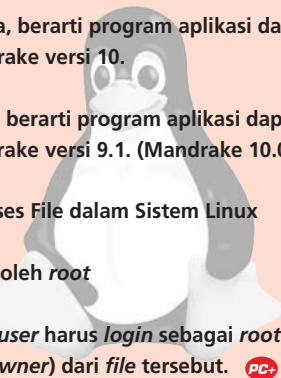 a, berarti program aplikasi da
rake versi 10.
berarti program aplikasi dap
rake versi 9.1. (Mandrake 10.0
ses File dalam Sistem Linux
oleh root
user harus login sebagai root
wner) dari file tersebut. PC+